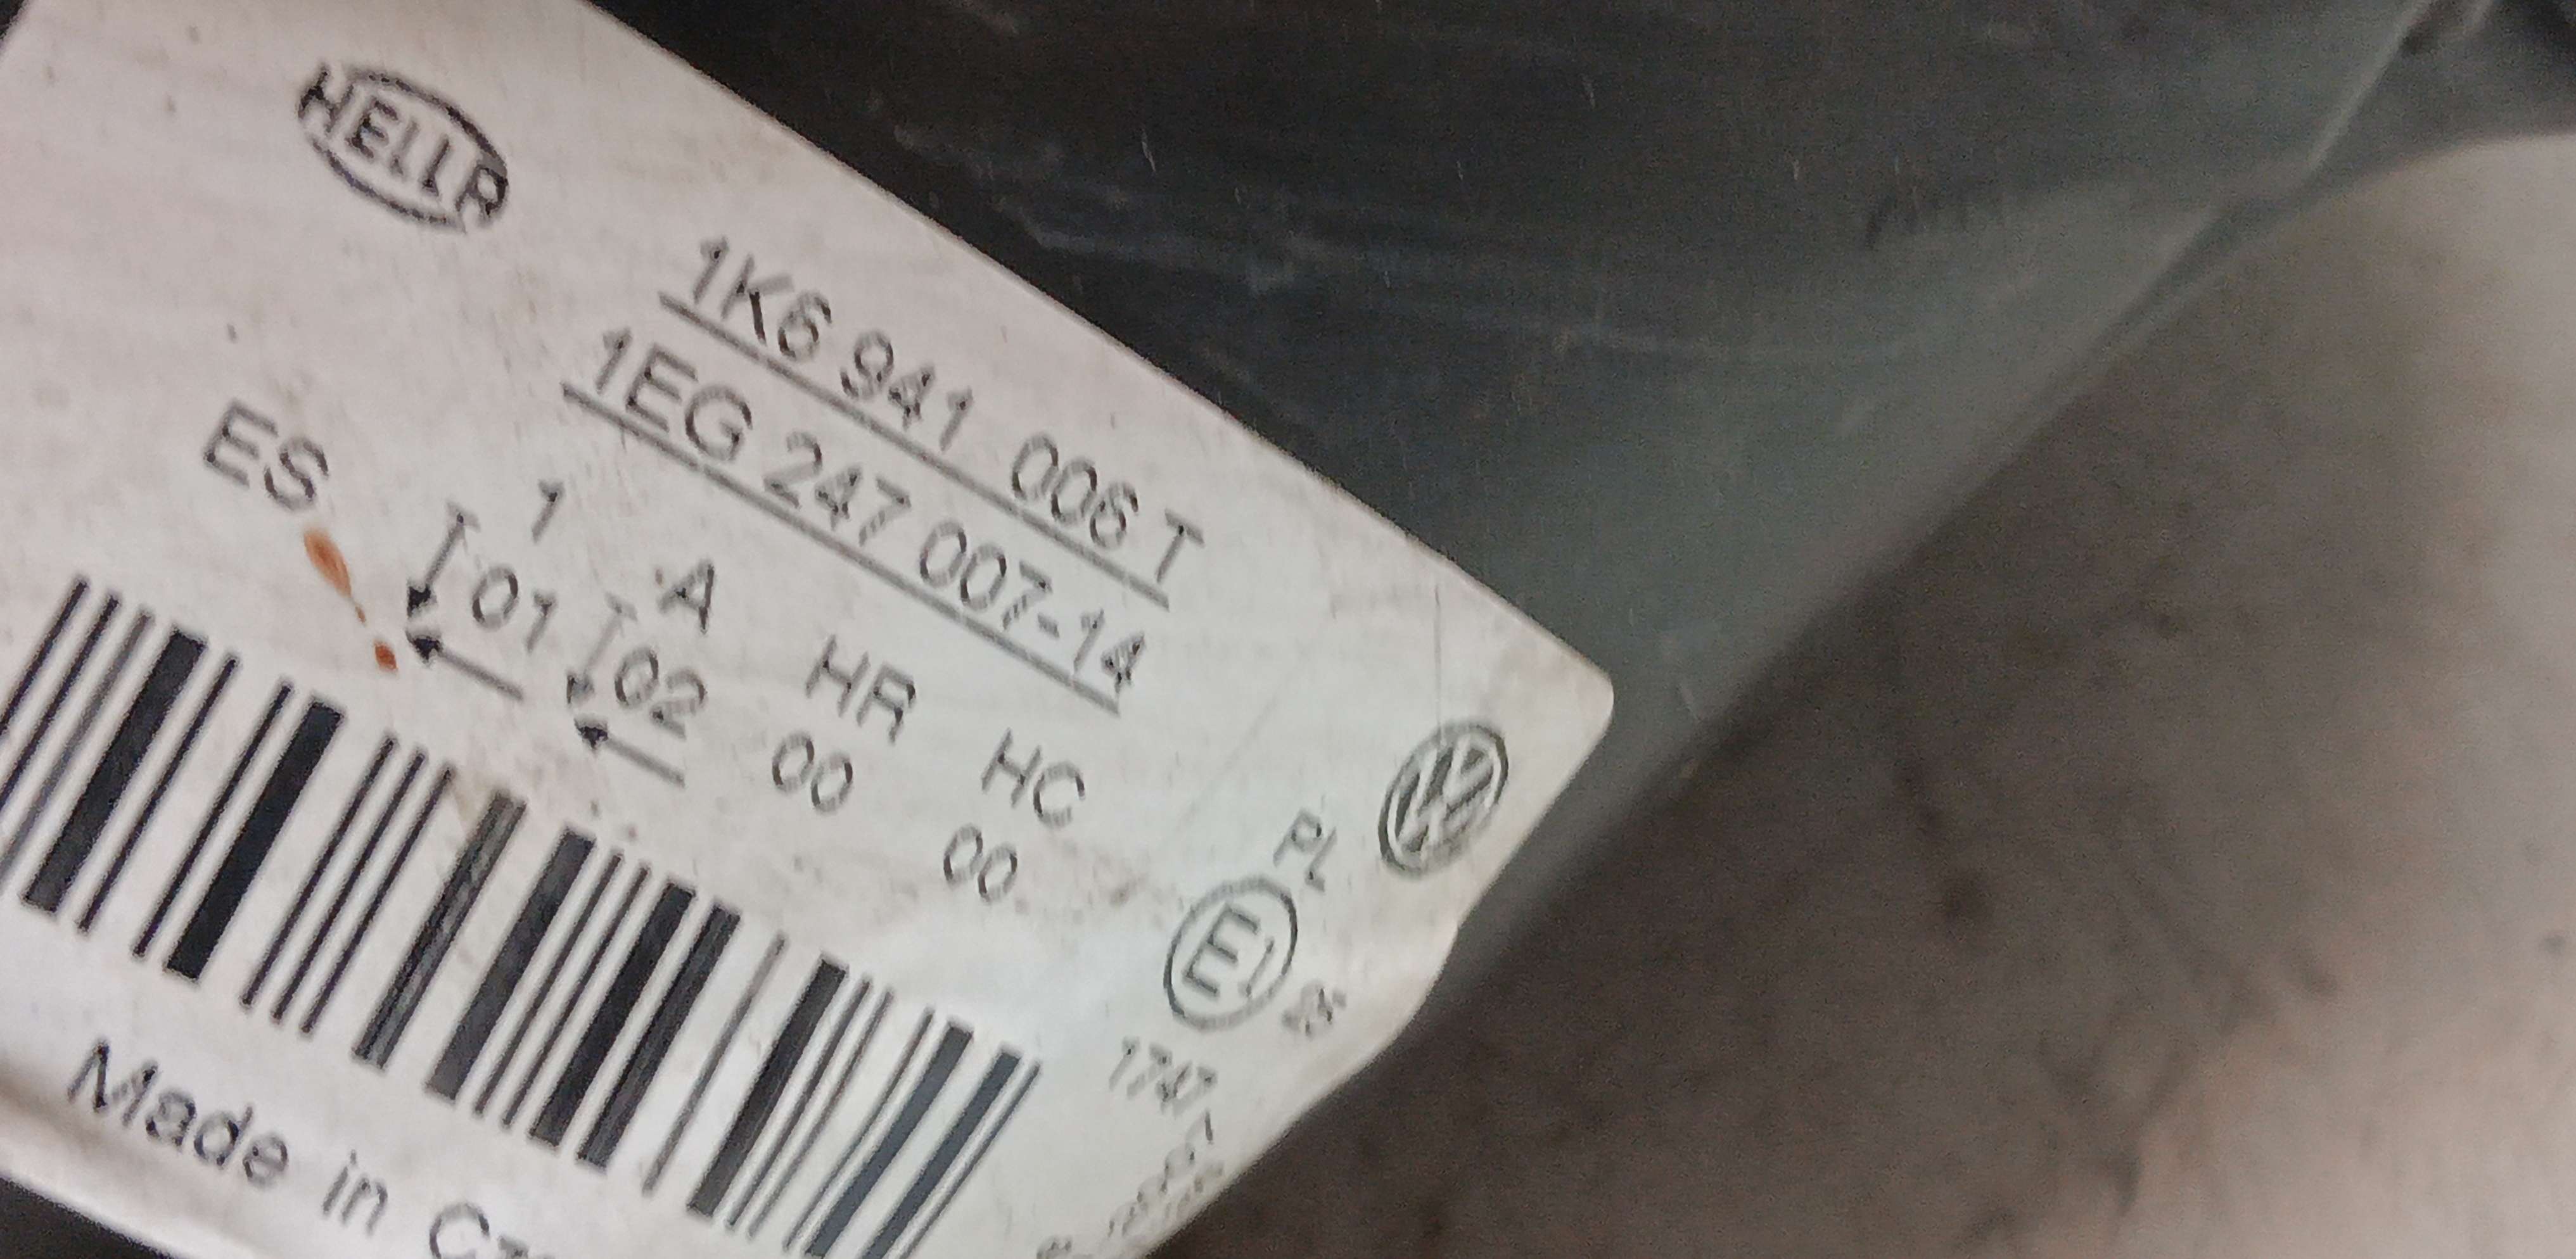 HELLA
1K6 941 006 T
1EG 247 007-14
ES
1 A HR HC PL
01 02 00 00 E1
1747
Made in